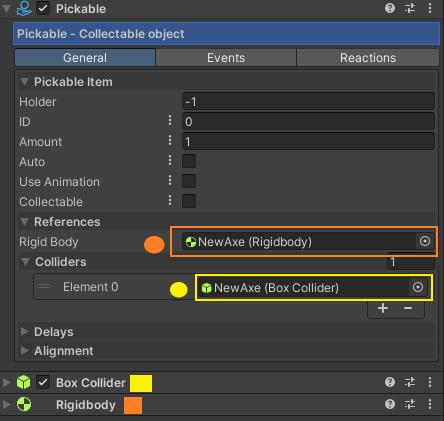 Pickable
Pickable - Collectable object
General Events Reactions
Pickable Item
Holder -1
ID 0
Amount 1
Auto
Use Animation
Collectable
References
Rigid Body NewAxe (Rigidbody)
Colliders 1
Element 0 NewAxe (Box Collider)
Delays
Alignment
Box Collider
Rigidbody